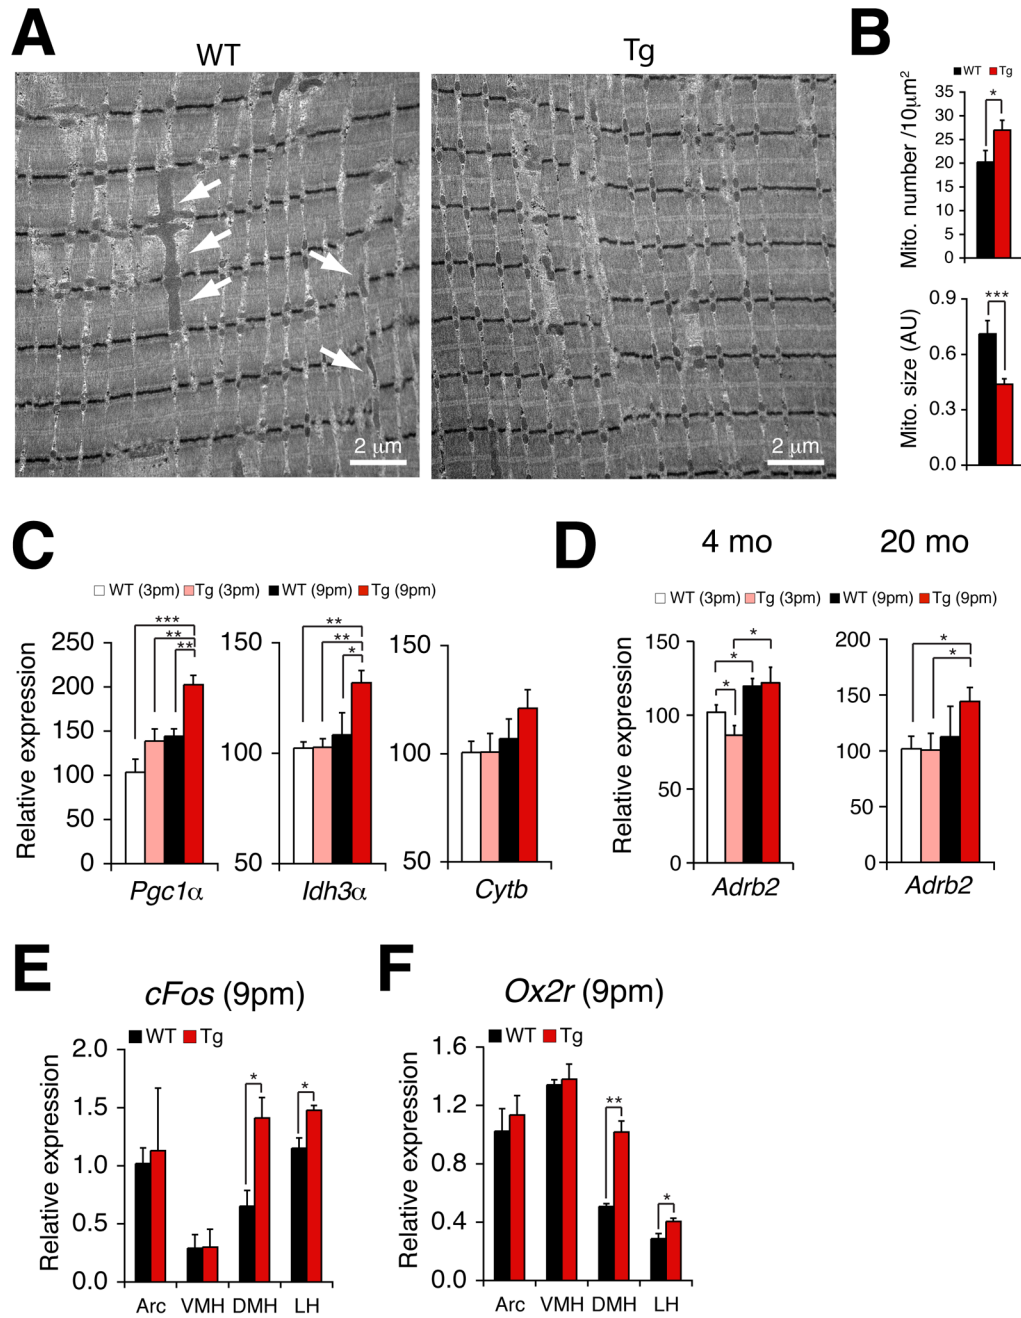 A
WT
Tg
2 μm
2 μm
B
WT Tg
Mito. number /10μm²
35
30
25
20
15
10
5
0
*
Mito. size (AU)
0.9
0.6
0.3
0.0
***
C
WT (3pm) Tg (3pm) WT (9pm) Tg (9pm)
Relative expression
250
200
150
100
50
0
***
**
**
Pgc1α
150
100
50
**
**
*
Idh3α
150
100
50
Cytb
D
4 mo
20 mo
WT (3pm) Tg (3pm) WT (9pm) Tg (9pm)
Relative expression
150
100
50
0
*
*
*
Adrb2
200
150
100
50
0
*
*
Adrb2
E
cFos (9pm)
WT Tg
Relative expression
2.0
1.5
1.0
0.5
0.0
*
*
Arc VMH DMH LH
F
Ox2r (9pm)
WT Tg
Relative expression
1.6
1.2
0.8
0.4
0.0
**
*
Arc VMH DMH LH